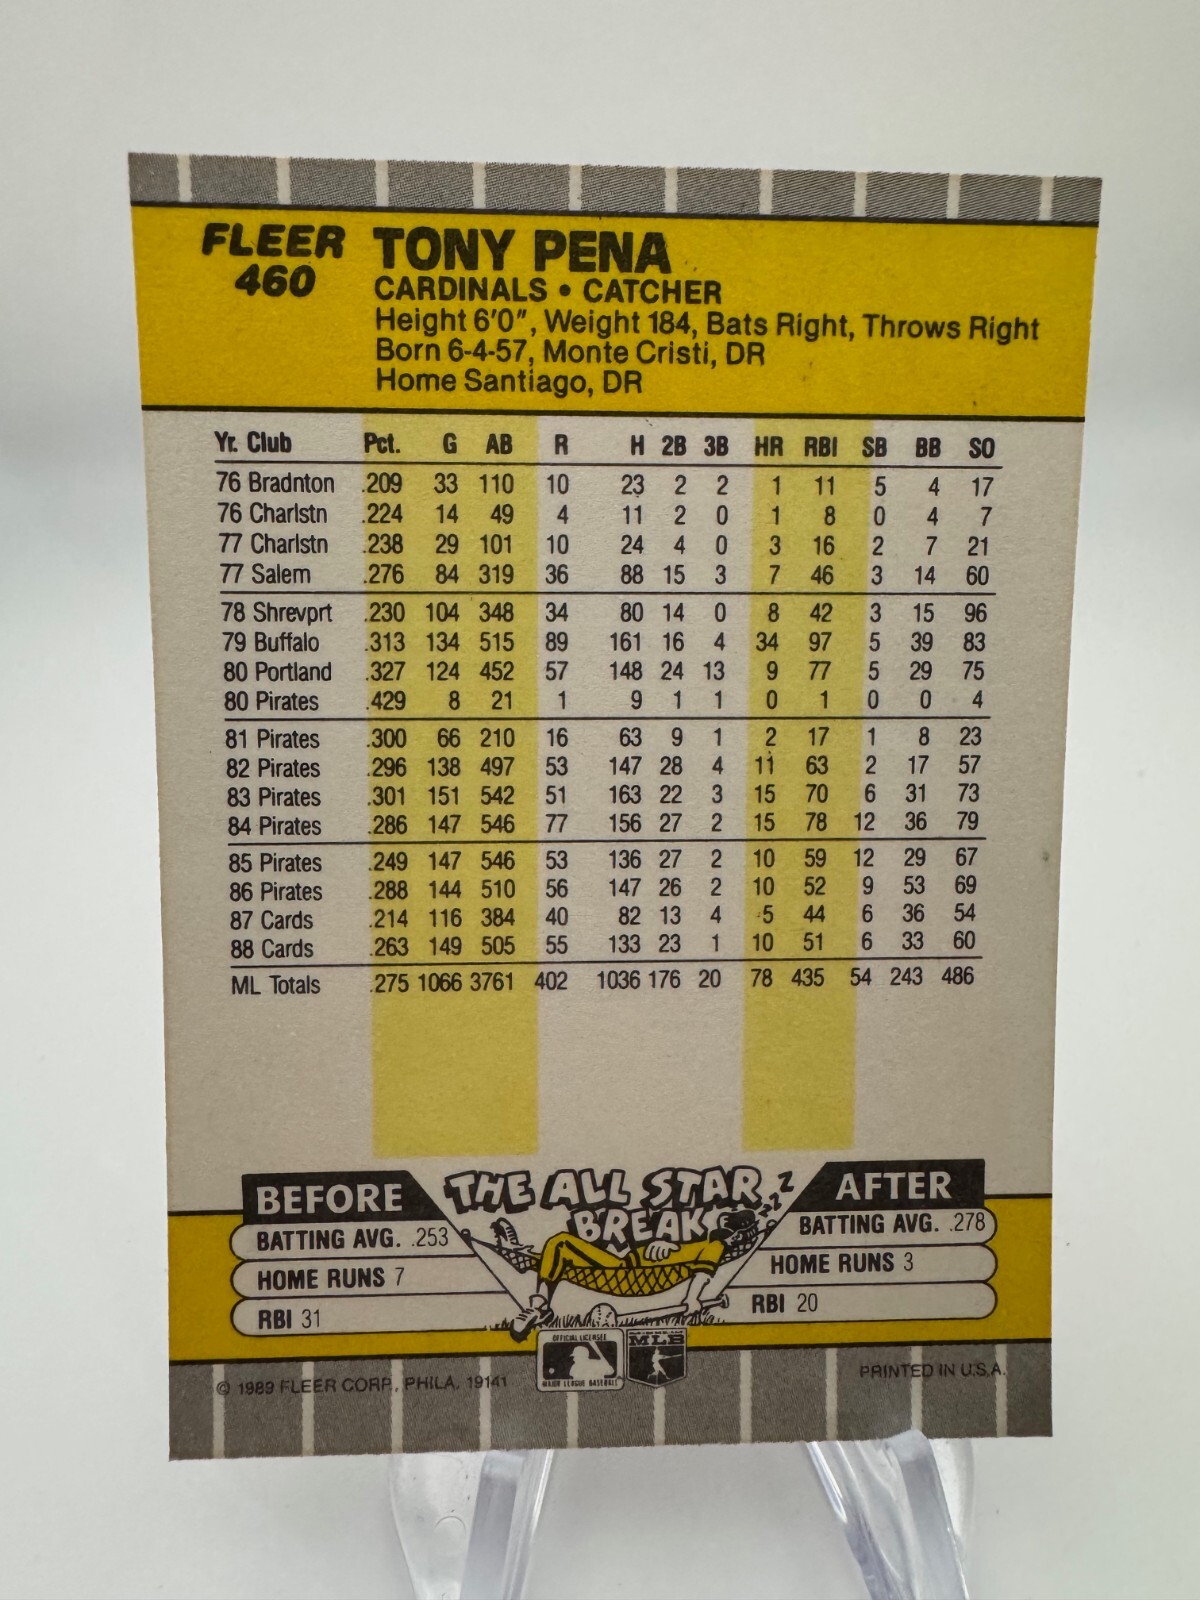 FLEER
460
TONY PENA
CARDINALS • CATCHER
Height 6'0", Weight 184, Bats Right, Throws Right
Born 6-4-57, Monte Cristi, DR
Home Santiago, DR
Yr. Club Pct. G AB R H 2B 3B HR RBI SB BB SO
76 Bradnton .209 33 110 10 23 2 2 1 11 5 4 17
76 Charlstn .224 14 49 4 11 2 0 1 8 0 4 7
77 Charlstn .238 29 101 10 24 4 0 3 16 2 7 21
77 Salem .276 84 319 36 88 15 3 7 46 3 14 60
78 Shrevprt .230 104 348 34 80 14 0 8 42 3 15 96
79 Buffalo .313 134 515 89 161 16 4 34 97 5 39 83
80 Portland .327 124 452 57 148 24 13 9 77 5 29 75
80 Pirates .429 8 21 1 9 1 1 0 1 0 0 4
81 Pirates .300 66 210 16 63 9 1 2 17 1 8 23
82 Pirates .296 138 497 53 147 28 4 11 63 2 17 57
83 Pirates .301 151 542 51 163 22 3 15 70 6 31 73
84 Pirates .286 147 546 77 156 27 2 15 78 12 36 79
85 Pirates .249 147 546 53 136 27 2 10 59 12 29 67
86 Pirates .288 144 510 56 147 26 2 10 52 9 53 69
87 Cards .214 116 384 40 82 13 4 5 44 6 36 54
88 Cards .263 149 505 55 133 23 1 10 51 6 33 60
ML Totals .275 1066 3761 402 1036 176 20 78 435 54 243 486
THE ALL STAR BREAK
zzZZ
BEFORE
BATTING AVG. .253
HOME RUNS 7
RBI 31
AFTER
BATTING AVG. .278
HOME RUNS 3
RBI 20
OFFICIAL LICENSEE
MAJOR LEAGUE BASEBALL
MLB
© 1989 FLEER CORP., PHILA. 19141
PRINTED IN U.S.A.